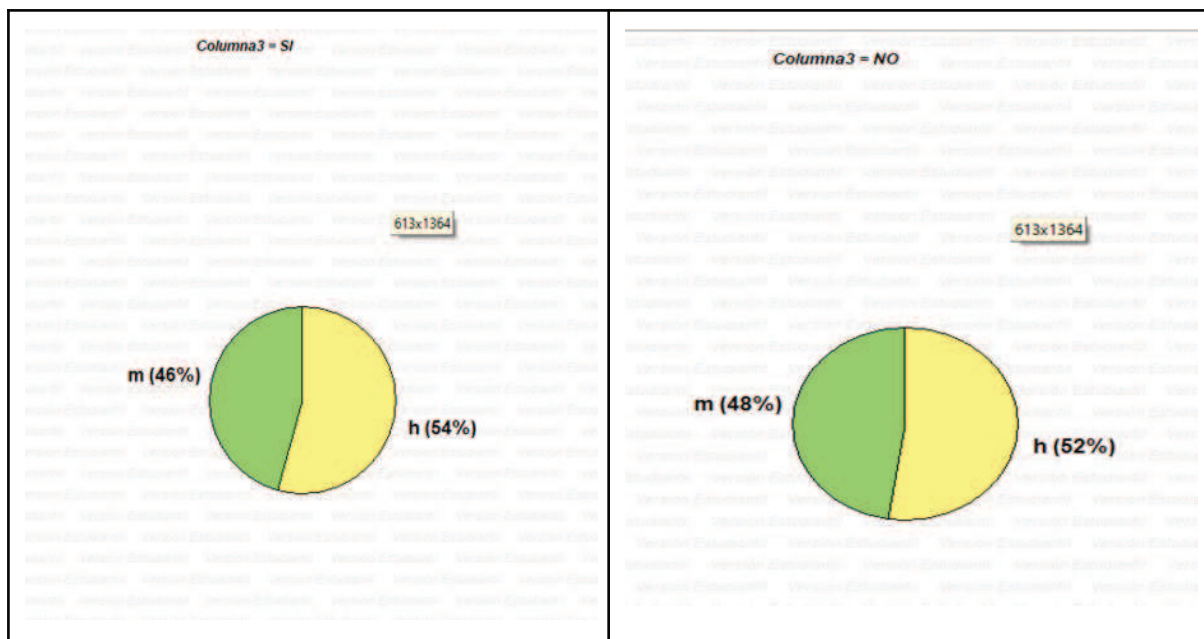 Columna3 = SI
613x1364
m (46%)
h (54%)
Columna3 = NO
613x1364
m (48%)
h (52%)